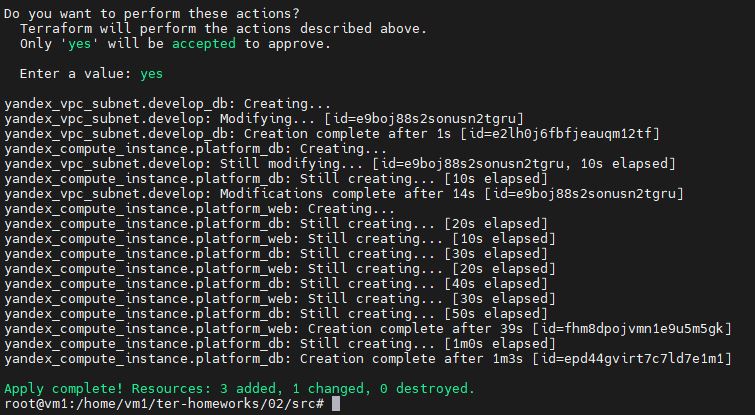 Do you want to perform these actions?
Terraform will perform the actions described above.
Only 'yes' will be accepted to approve.
Enter a value: yes
yandex_vpc_subnet.develop_db: Creating...
yandex_vpc_subnet.develop: Modifying... [id=e9boj88s2sonusn2tgru]
yandex_vpc_subnet.develop_db: Creation complete after 1s [id=e2lh0j6fbfjeauqm12tf]
yandex_compute_instance.platform_db: Creating...
yandex_vpc_subnet.develop: Still modifying... [id=e9boj88s2sonusn2tgru, 10s elapsed]
yandex_compute_instance.platform_db: Still creating... [10s elapsed]
yandex_vpc_subnet.develop: Modifications complete after 14s [id=e9boj88s2sonusn2tgru]
yandex_compute_instance.platform_web: Creating...
yandex_compute_instance.platform_db: Still creating... [20s elapsed]
yandex_compute_instance.platform_web: Still creating... [10s elapsed]
yandex_compute_instance.platform_db: Still creating... [30s elapsed]
yandex_compute_instance.platform_web: Still creating... [20s elapsed]
yandex_compute_instance.platform_db: Still creating... [40s elapsed]
yandex_compute_instance.platform_web: Still creating... [30s elapsed]
yandex_compute_instance.platform_db: Still creating... [50s elapsed]
yandex_compute_instance.platform_web: Creation complete after 39s [id=fhm8dpojvmn1e9u5m5gk]
yandex_compute_instance.platform_db: Still creating... [1m0s elapsed]
yandex_compute_instance.platform_db: Creation complete after 1m3s [id=epd44gvirt7c7ld7e1m1]
Apply complete! Resources: 3 added, 1 changed, 0 destroyed.
root@vm1:/home/vm1/ter-homeworks/02/src#